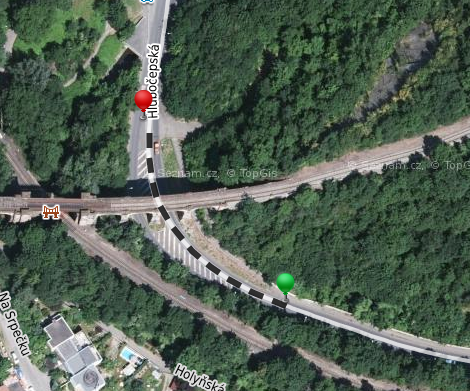 Hlubočepská
Seznam.cz, © TopGis
Seznam.cz, © TopGis
Na Srpečku
Holyňská